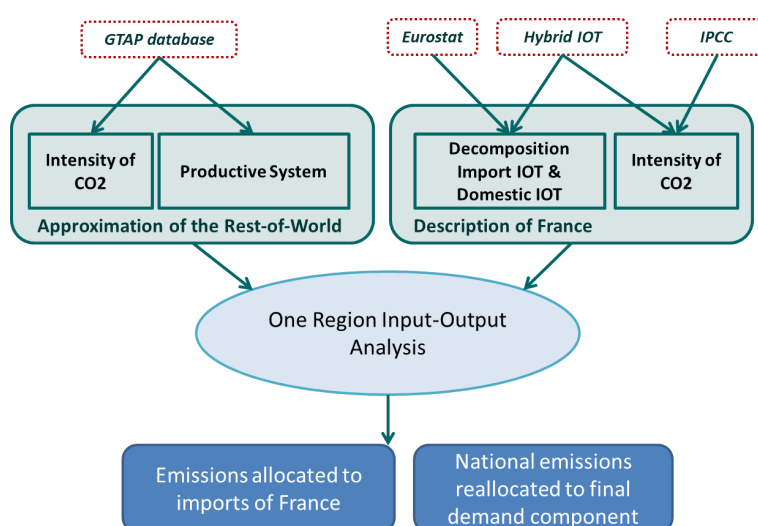 GTAP database
Eurostat
Hybrid IOT
IPCC
Intensity of
CO2
Productive System
Approximation of the Rest-of-World
Decomposition
Import IOT &
Domestic IOT
Intensity of
CO2
Description of France
One Region Input-Output
Analysis
Emissions allocated to
imports of France
National emissions
reallocated to final
demand component